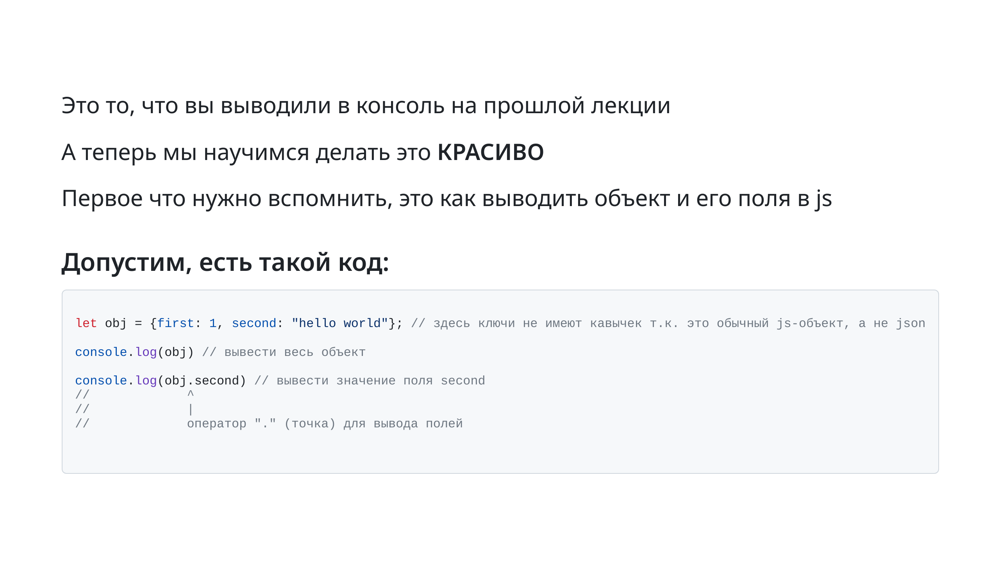 Это то, что вы выводили в консоль на прошлой лекции
А теперь мы научимся делать это КРАСИВО
Первое что нужно вспомнить, это как выводить объект и его поля в js
Допустим, есть такой код:
let obj = {first: 1, second: "hello world"}; // здесь ключи не имеют кавычек т.к. это обычный js-объект, а не json
console.log(obj) // вывести весь объект
console.log(obj.second) // вывести значение поля second
//             ^
//             |
//             оператор "." (точка) для вывода полей